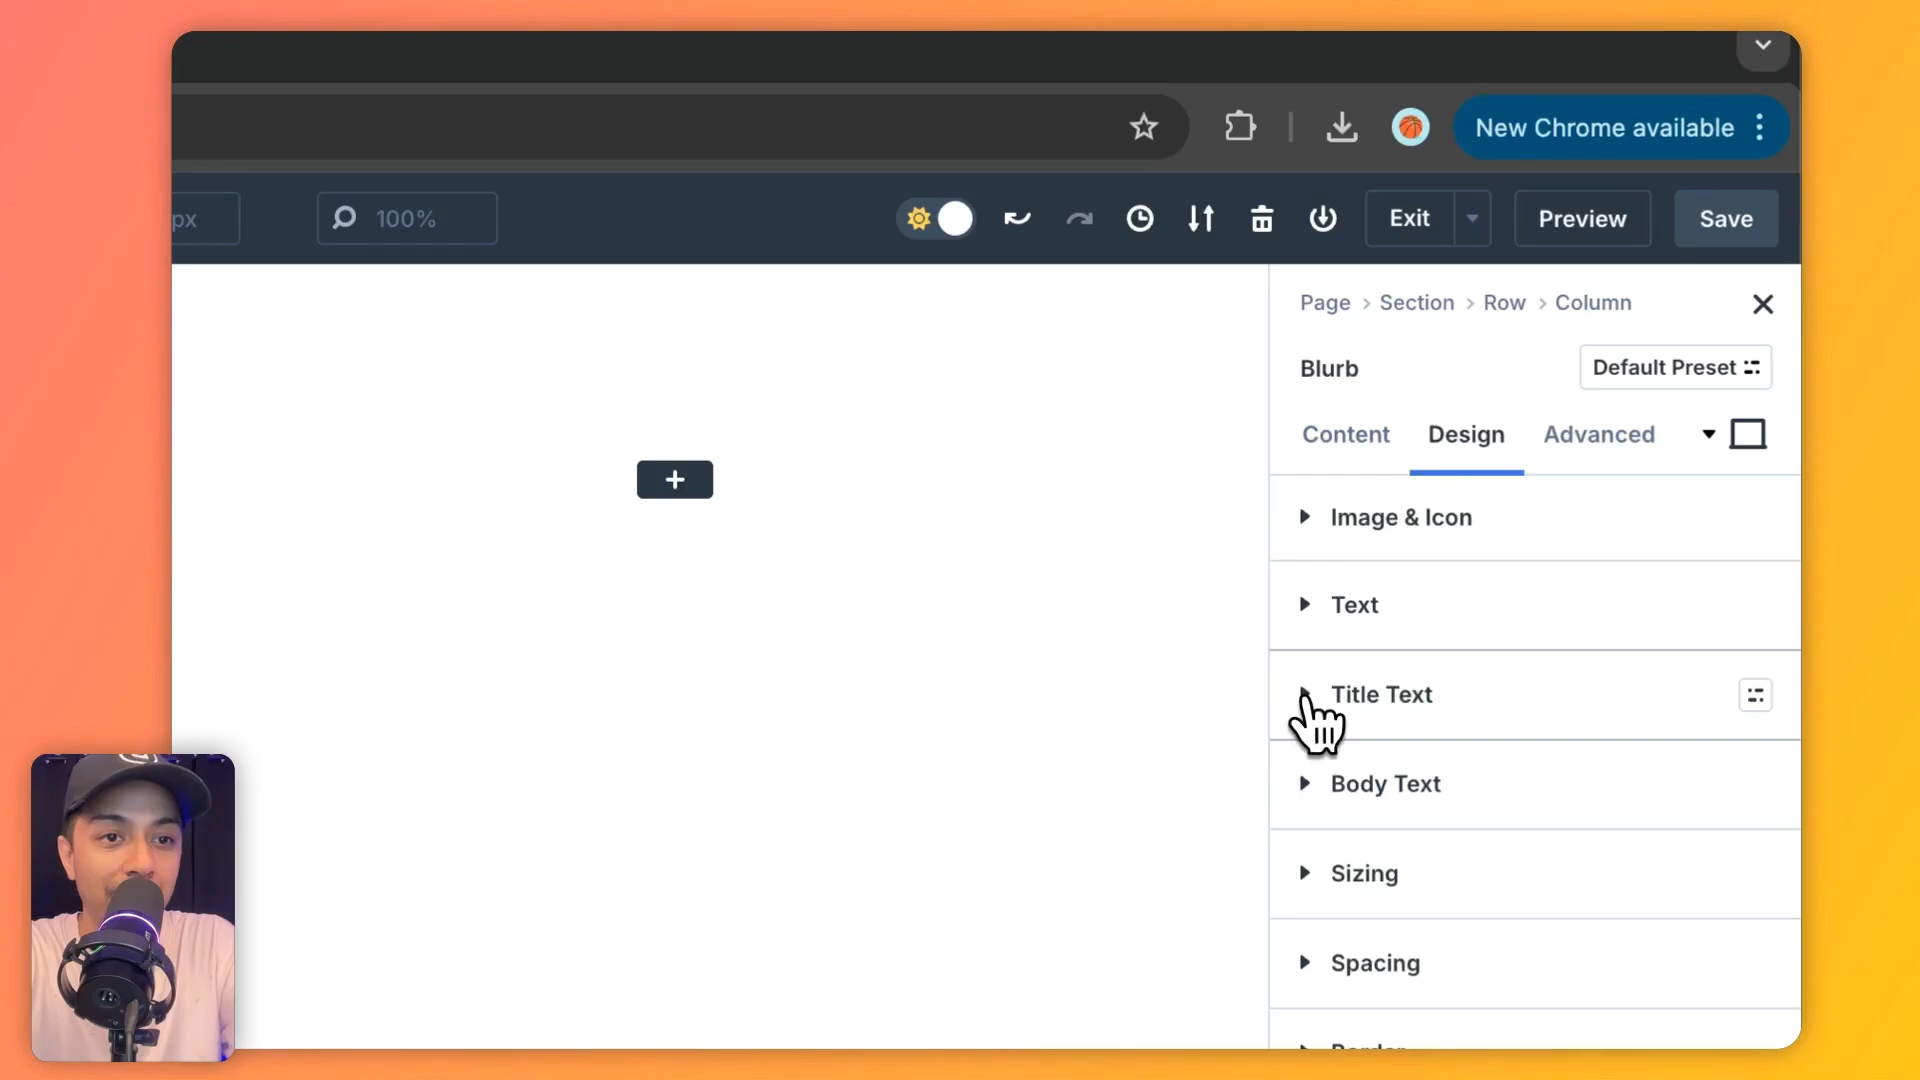 New Chrome available
px
100%
Exit
Preview
Save
Page > Section > Row > Column
Blurb
Default Preset
Content
Design
Advanced
Image & Icon
Text
Title Text
Body Text
Sizing
Spacing
Border